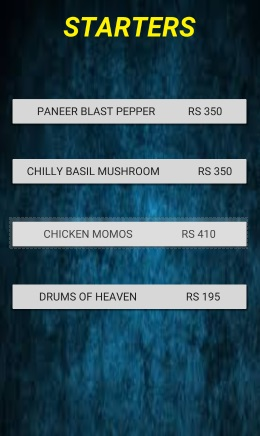 STARTERS
PANEER BLAST PEPPER RS 350
CHILLY BASIL MUSHROOM RS 350
CHICKEN MOMOS RS 410
DRUMS OF HEAVEN RS 195